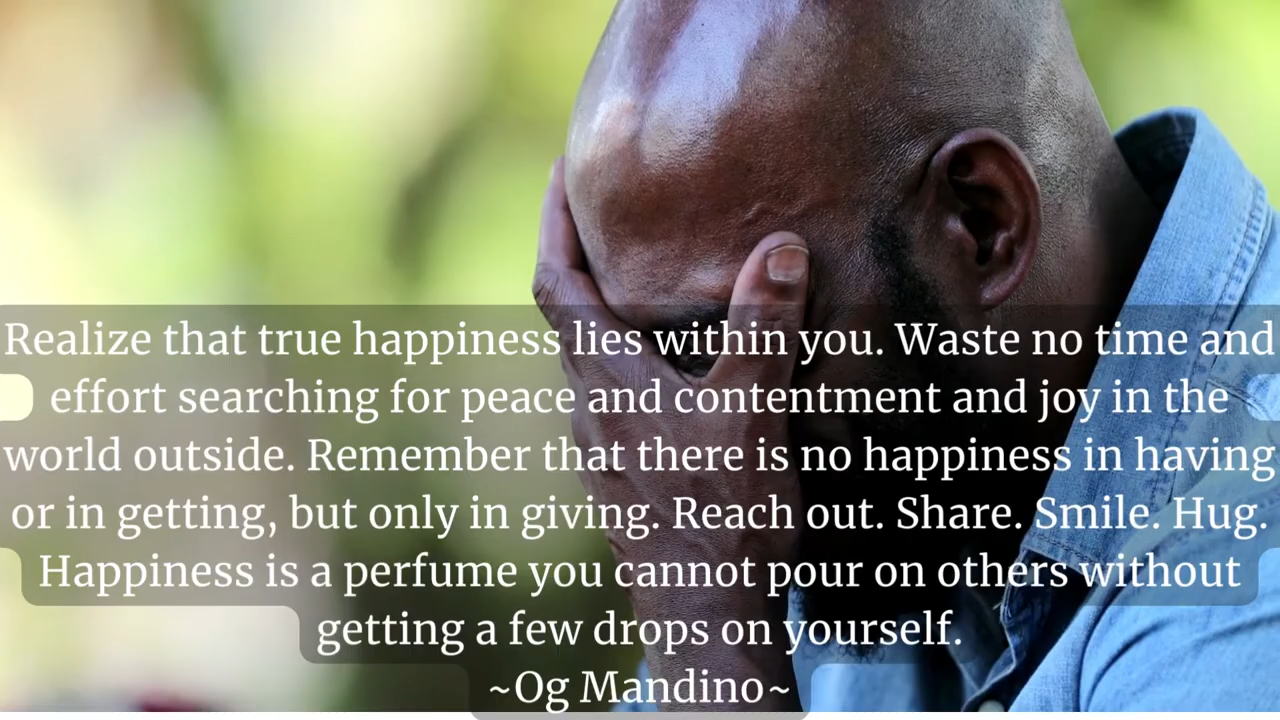 Realize that true happiness lies within you. Waste no time and
effort searching for peace and contentment and joy in the
world outside. Remember that there is no happiness in having
or in getting, but only in giving. Reach out. Share. Smile. Hug.
Happiness is a perfume you cannot pour on others without
getting a few drops on yourself.
~Og Mandino~